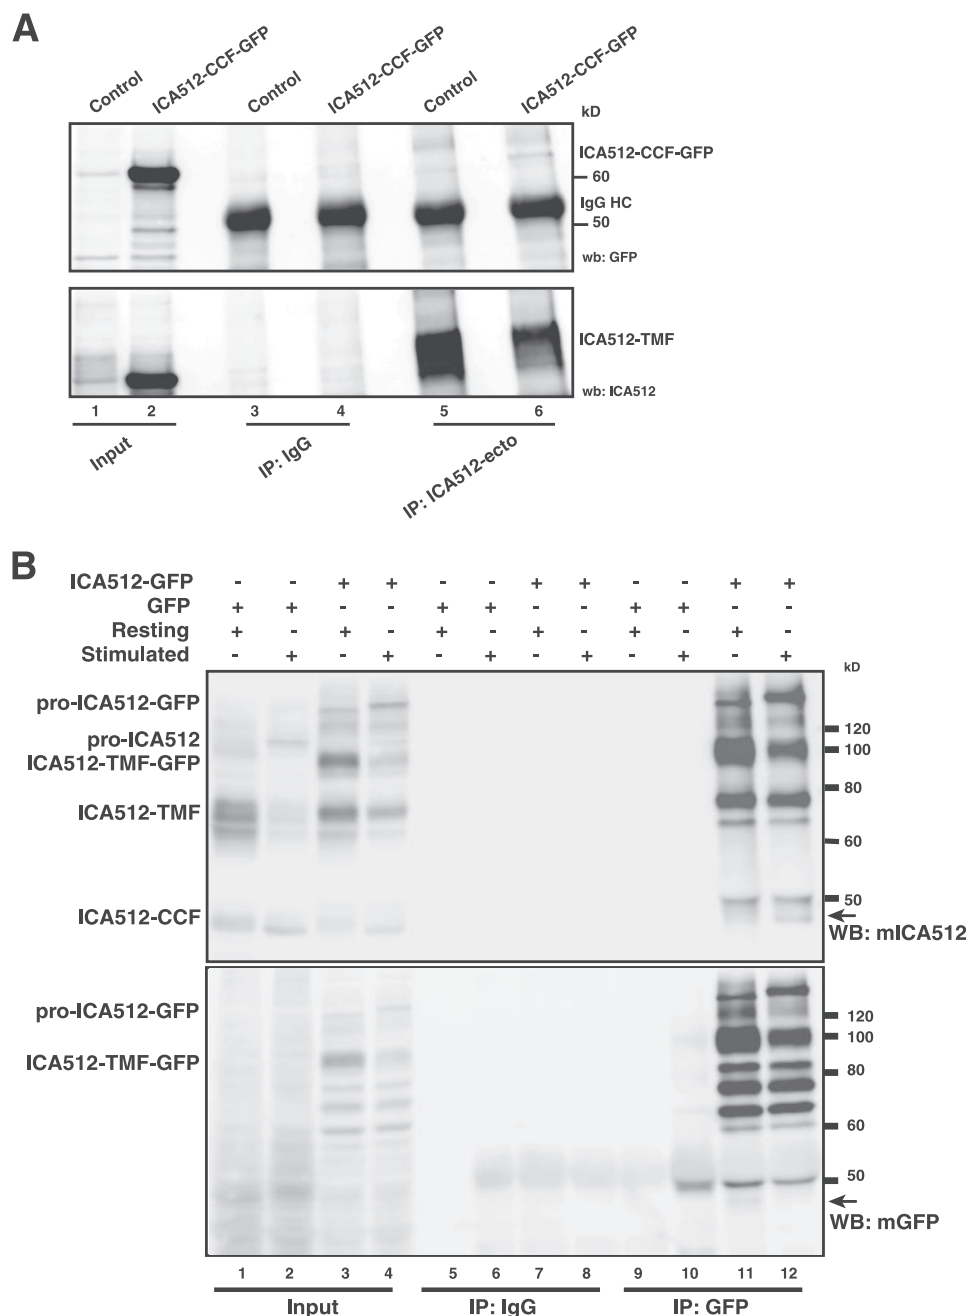 A
Control
ICA512-CCF-GFP
Control
ICA512-CCF-GFP
Control
ICA512-CCF-GFP
kD
ICA512-CCF-GFP
60
IgG HC
50
wb: GFP
ICA512-TMF
wb: ICA512
1 2 3 4 5 6
Input
IP: IgG
IP: ICA512-ecto
B
ICA512-GFP - - + + - - + + - - + +
GFP + + - - + + - - + + - -
Resting + - + - + - + - + - + -
Stimulated - + - + - + - + - + - +
kD
pro-ICA512-GFP
120
pro-ICA512
100
ICA512-TMF-GFP
80
ICA512-TMF
60
50
ICA512-CCF
WB: mICA512
pro-ICA512-GFP
120
100
ICA512-TMF-GFP
80
60
50
WB: mGFP
1 2 3 4 5 6 7 8 9 10 11 12
Input IP: IgG IP: GFP